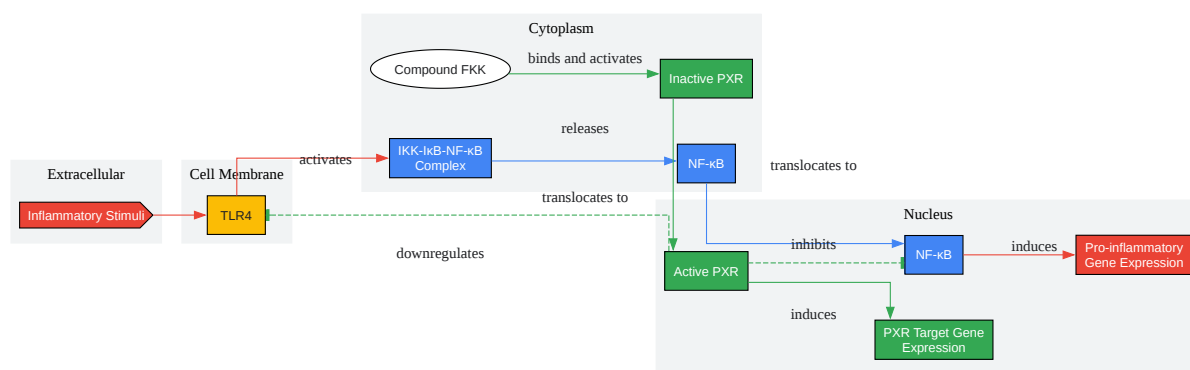 Cytoplasm
binds and activates
Compound FKK
Inactive PXR
releases
IKK-IκB-NF-κB
Complex
activates
NF-κB
translocates to
Extracellular
Cell Membrane
translocates to
Inflammatory Stimuli
TLR4
Nucleus
downregulates
inhibits
NF-κB
induces
Pro-inflammatory
Gene Expression
Active PXR
induces
PXR Target Gene
Expression